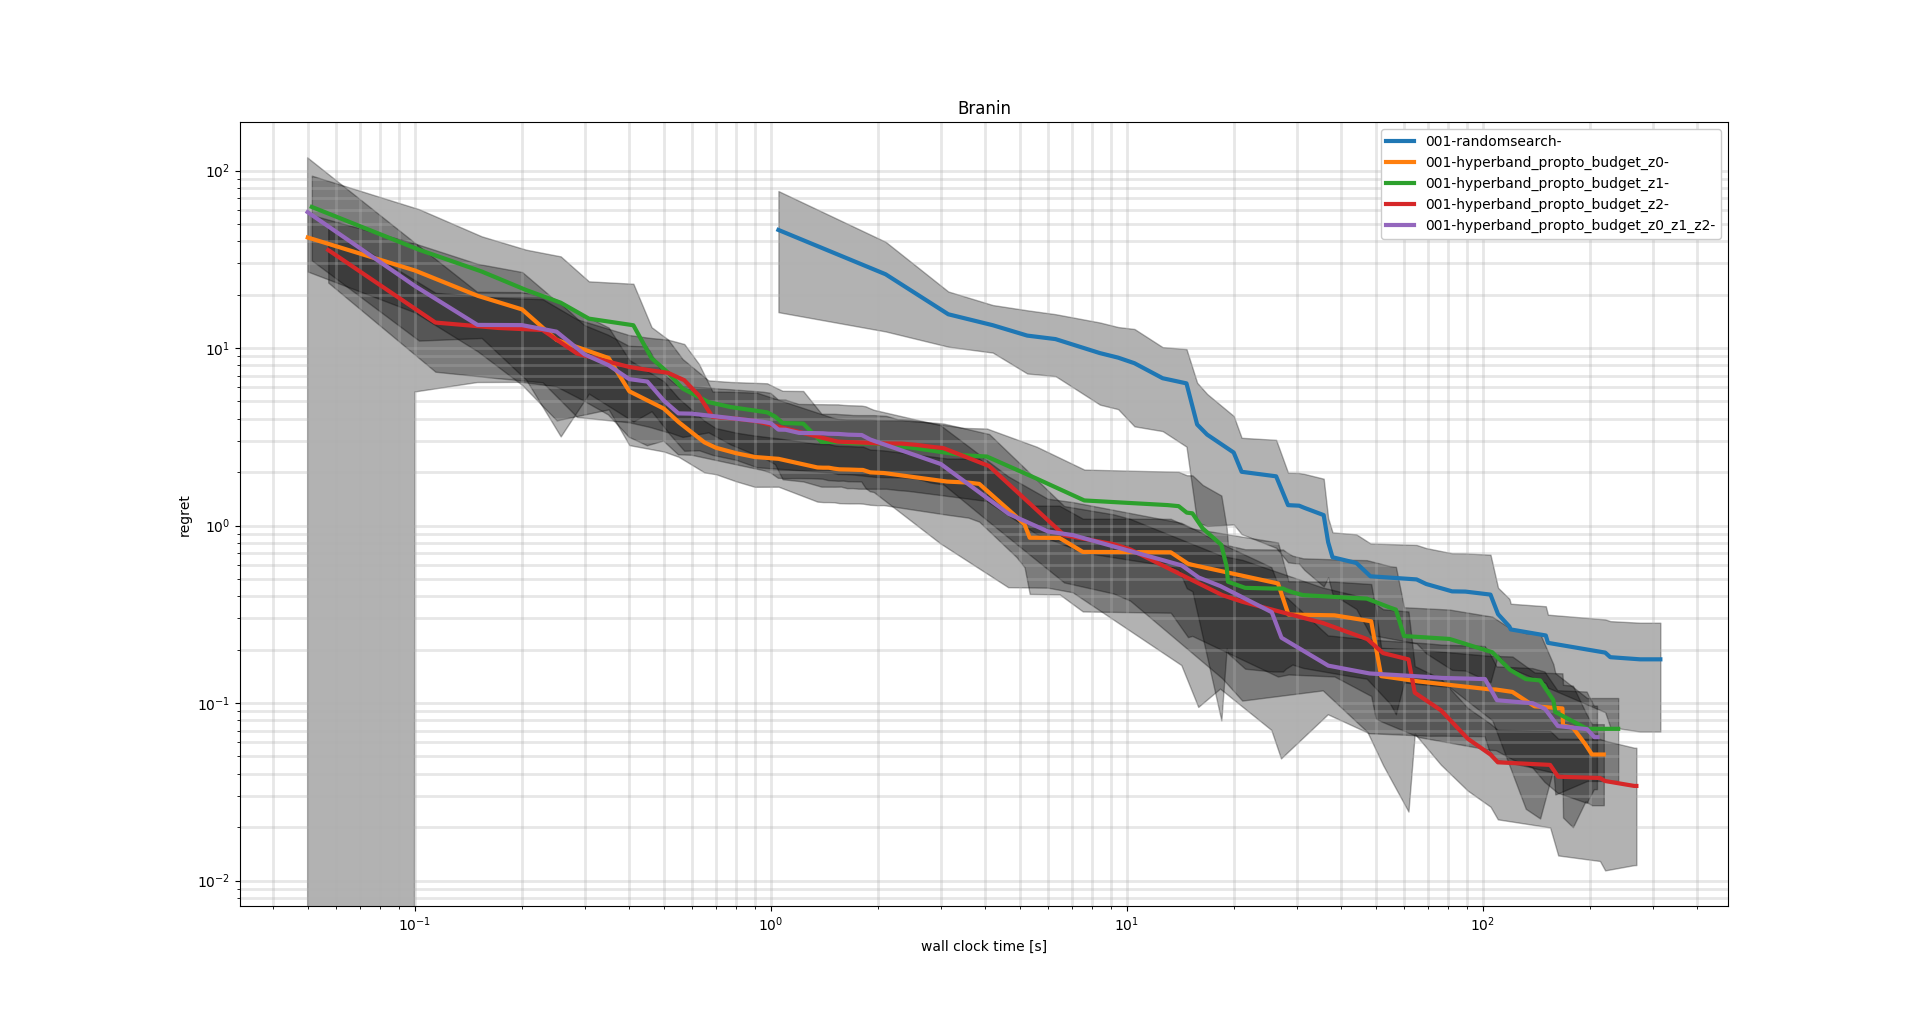 Branin
001-randomsearch-
001-hyperband_propto_budget_z0-
001-hyperband_propto_budget_z1-
001-hyperband_propto_budget_z2-
001-hyperband_propto_budget_z0_z1_z2-
regret
10²
10¹
10⁰
10⁻¹
10⁻²
10⁻¹ 10⁰ 10¹ 10²
wall clock time [s]